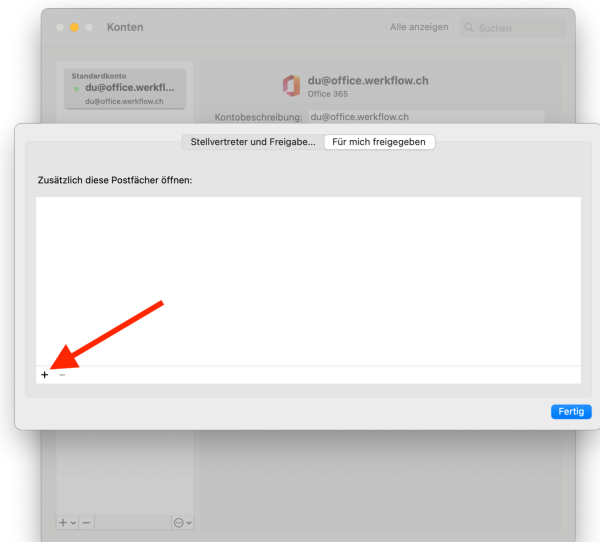 Konten
Alle anzeigen
Suchen
Standardkonto
du@office.werkfl...
du@office.werkflow.ch
du@office.werkflow.ch
Office 365
Kontobeschreibung: du@office.werkflow.ch
Stellvertreter und Freigabe... Für mich freigegeben
Zusätzlich diese Postfächer öffnen:
+ −
Fertig
+ −